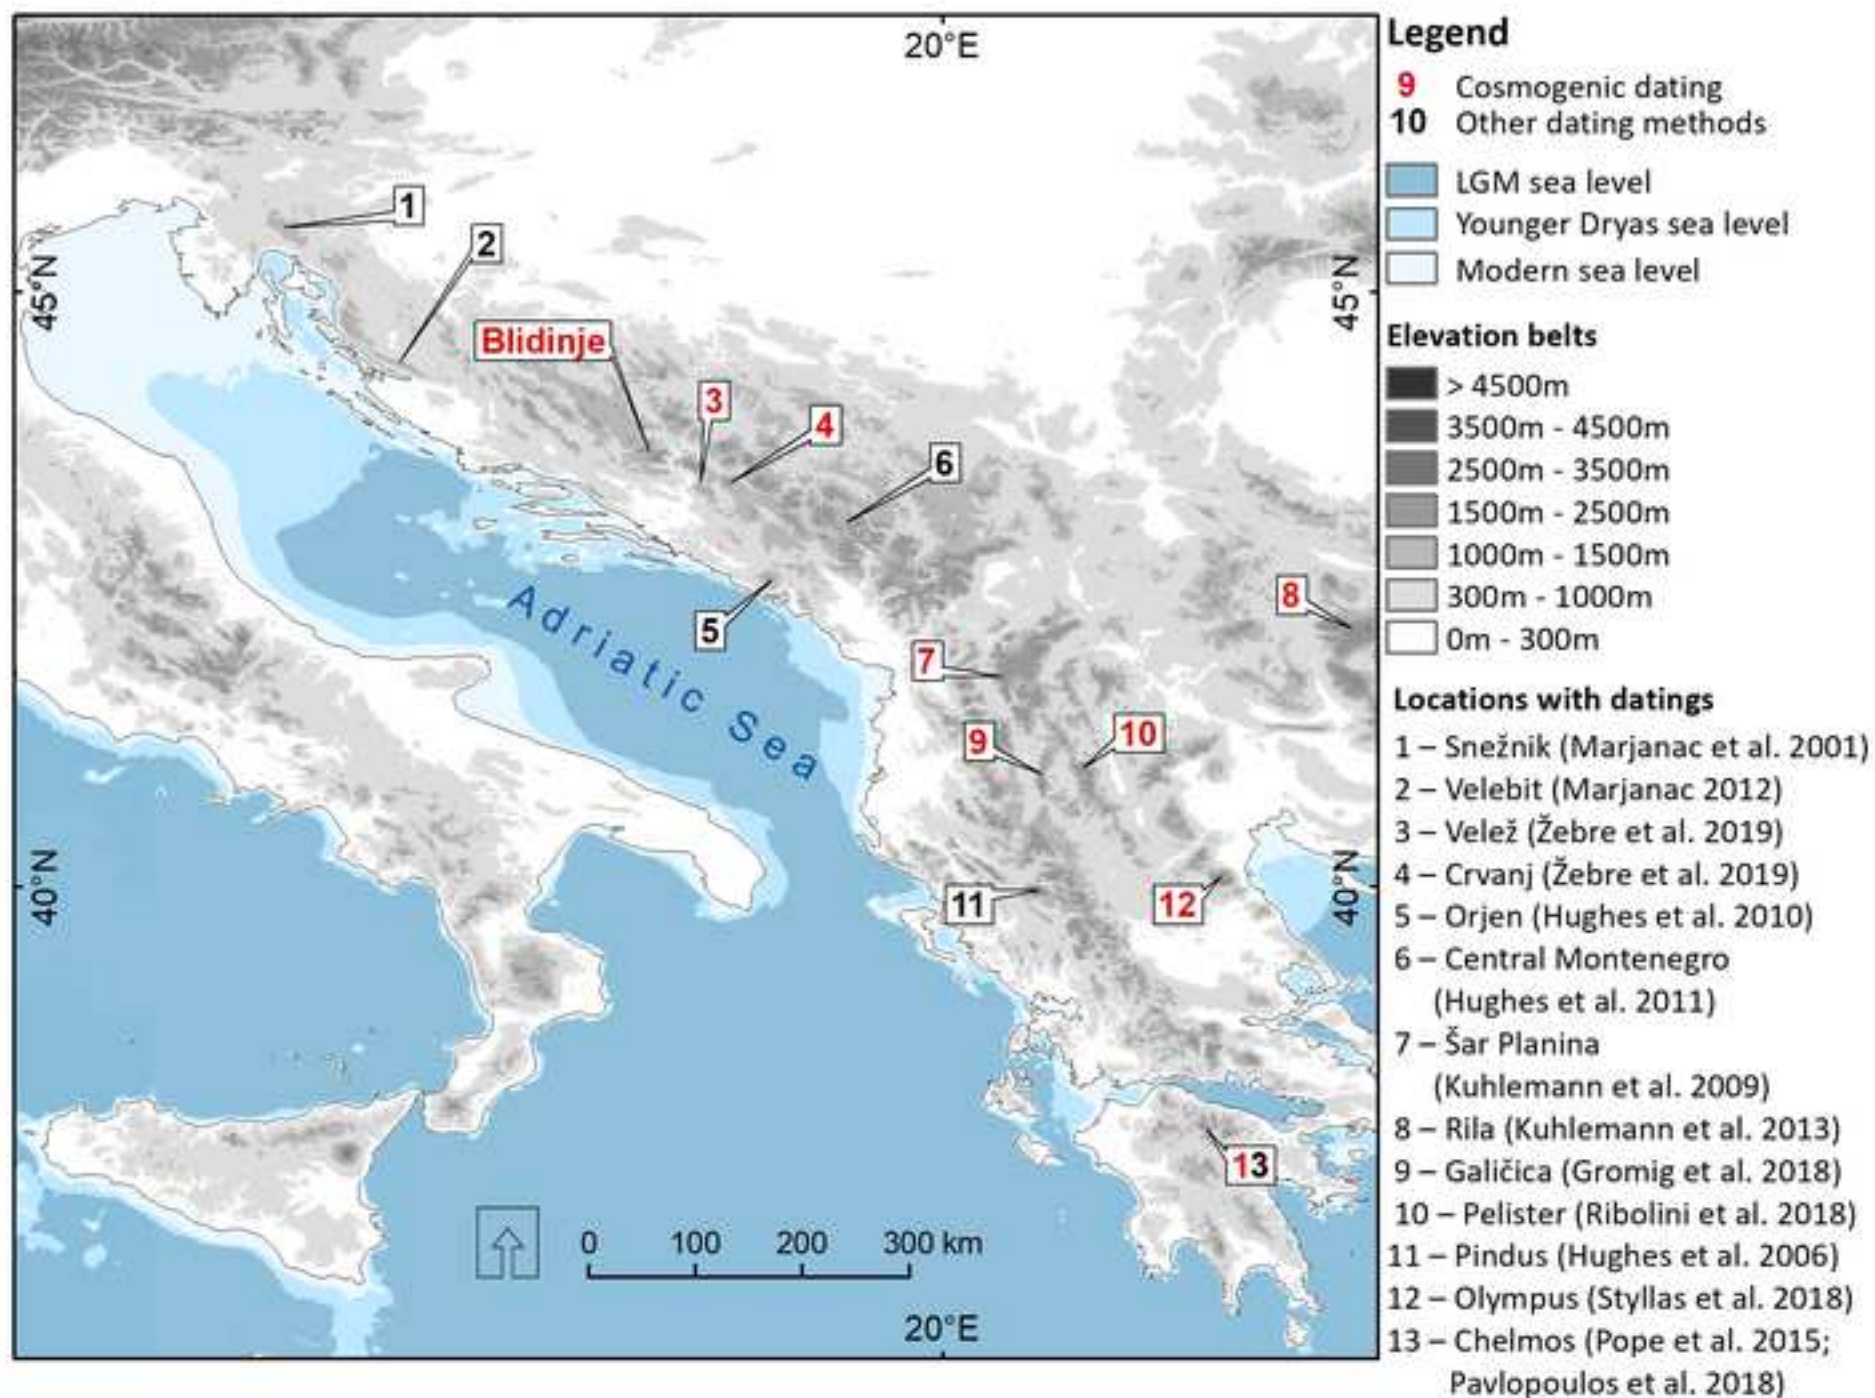 20°E
45°N
45°N
1
2
Blidinje
3
4
6
5
8
7
9
10
Adriatic Sea
40°N
40°N
11
12
13
0 100 200 300 km
20°E
Legend
9 Cosmogenic dating
10 Other dating methods
LGM sea level
Younger Dryas sea level
Modern sea level
Elevation belts
> 4500m
3500m - 4500m
2500m - 3500m
1500m - 2500m
1000m - 1500m
300m - 1000m
0m - 300m
Locations with datings
1 – Snežnik (Marjanac et al. 2001)
2 – Velebit (Marjanac 2012)
3 – Velež (Žebre et al. 2019)
4 – Crvanj (Žebre et al. 2019)
5 – Orjen (Hughes et al. 2010)
6 – Central Montenegro
(Hughes et al. 2011)
7 – Šar Planina
(Kuhlemann et al. 2009)
8 – Rila (Kuhlemann et al. 2013)
9 – Galičica (Gromig et al. 2018)
10 – Pelister (Ribolini et al. 2018)
11 – Pindus (Hughes et al. 2006)
12 – Olympus (Styllas et al. 2018)
13 – Chelmos (Pope et al. 2015;
Pavlopoulos et al. 2018)